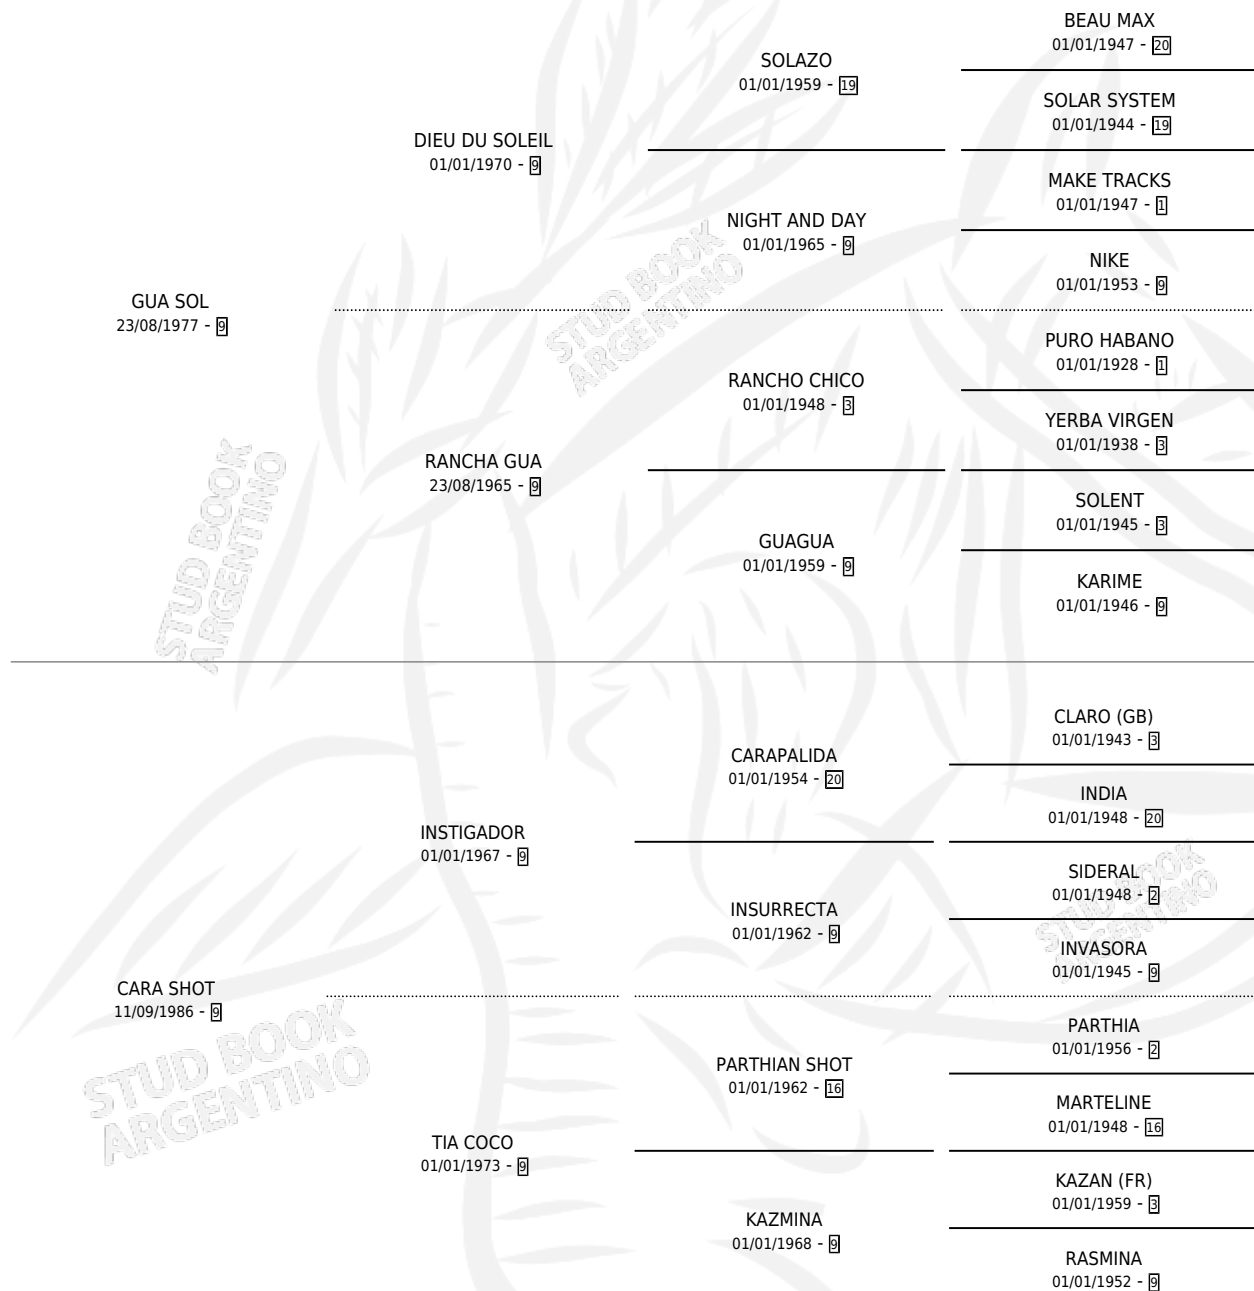 BEAU MAX
01/01/1947 - 20
SOLAZO
01/01/1959 - 19
SOLAR SYSTEM
01/01/1944 - 19
DIEU DU SOLEIL
01/01/1970 - 9
MAKE TRACKS
01/01/1947 - 1
NIGHT AND DAY
01/01/1965 - 9
NIKE
01/01/1953 - 9
GUA SOL
23/08/1977 - 9
STUD BOOK
ARGENTINO
PURO HABANO
01/01/1928 - 1
RANCHO CHICO
01/01/1948 - 3
YERBA VIRGEN
01/01/1938 - 3
RANCHA GUA
23/08/1965 - 9
SOLENT
01/01/1945 - 3
GUAGUA
01/01/1959 - 9
KARIME
01/01/1946 - 9
STUD BOOK
ARGENTINO
CLARO (GB)
01/01/1943 - 3
CARAPALIDA
01/01/1954 - 20
INDIA
01/01/1948 - 20
INSTIGADOR
01/01/1967 - 9
SIDERAL
01/01/1948 - 2
INSURRECTA
01/01/1962 - 9
INVASORA
01/01/1945 - 9
STUD BOOK
ARGENTINO
CARA SHOT
11/09/1986 - 9
PARTHIA
01/01/1956 - 2
PARTHIAN SHOT
01/01/1962 - 16
MARTELINE
01/01/1948 - 16
STUD BOOK
ARGENTINO
TIA COCO
01/01/1973 - 9
KAZAN (FR)
01/01/1959 - 3
KAZMINA
01/01/1968 - 9
RASMINA
01/01/1952 - 9